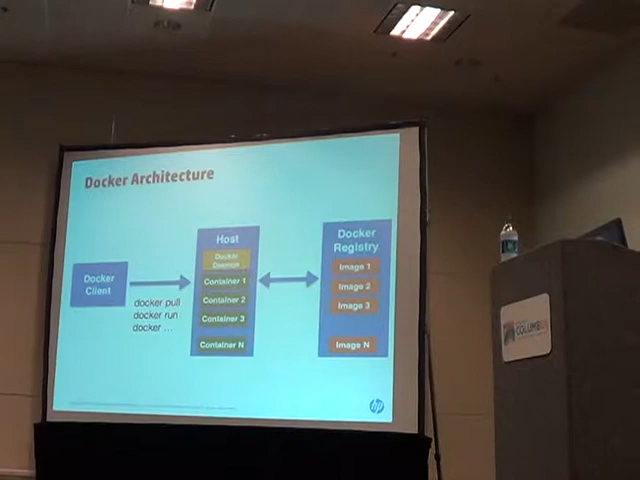 Docker Architecture
Docker
Client
docker pull
docker run
docker ...
Host
Docker
Daemon
Container 1
Container 2
Container 3
Container N
Docker
Registry
Image 1
Image 2
Image 3
Image N
hp